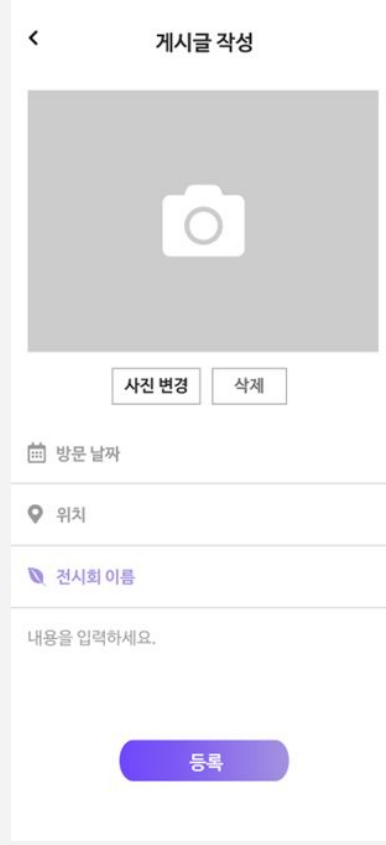 게시글 작성
사진 변경 삭제
방문 날짜
위치
전시회 이름
내용을 입력하세요.
등록